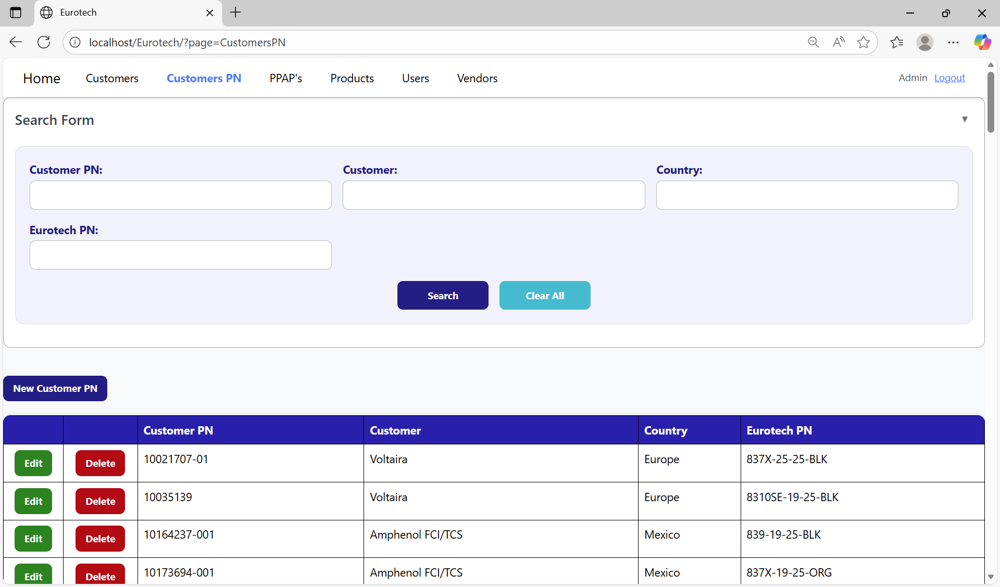 Eurotech
localhost/Eurotech/?page=CustomersPN
Home Customers Customers PN PPAP's Products Users Vendors Admin Logout
Search Form
Customer PN: Customer: Country:
Eurotech PN:
Search Clear All
New Customer PN
Customer PN Customer Country Eurotech PN
Edit Delete 10021707-01 Voltaira Europe 837X-25-25-BLK
Edit Delete 10035139 Voltaira Europe 8310SE-19-25-BLK
Edit Delete 10164237-001 Amphenol FCI/TCS Mexico 839-19-25-BLK
Edit Delete 10173694-001 Amphenol FCI/TCS Mexico 837X-19-25-ORG